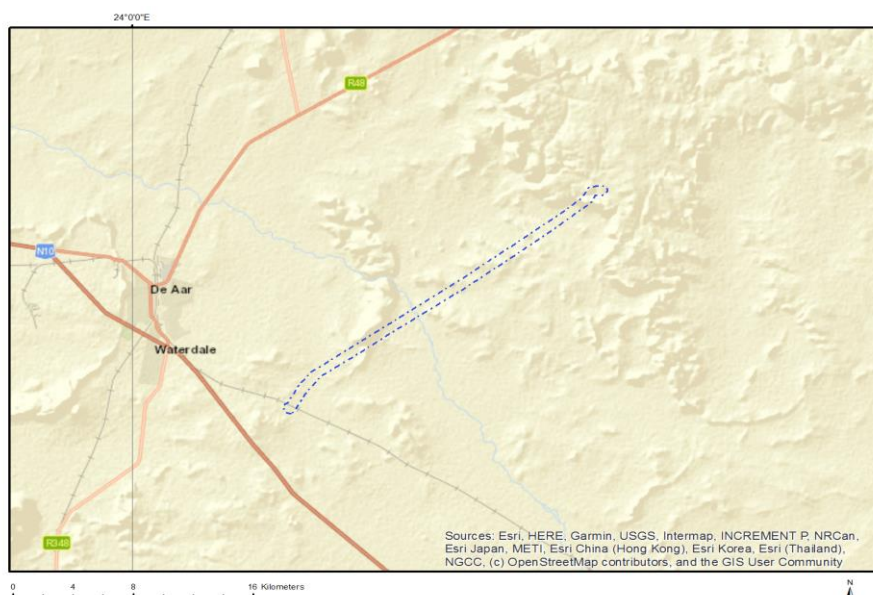 24°0'0"E
R48
N10
De Aar
Waterdale
R348
Sources: Esri, HERE, Garmin, USGS, Intermap, INCREMENT P, NRCan,
Esri Japan, METI, Esri China (Hong Kong), Esri Korea, Esri (Thailand),
NGCC, (c) OpenStreetMap contributors, and the GIS User Community
0 4 8 16 Kilometers
N